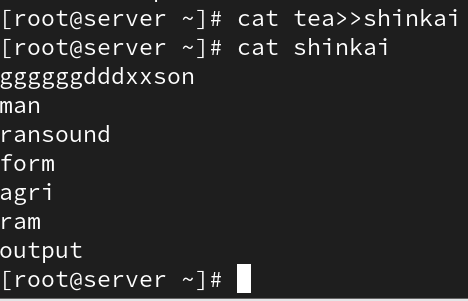 [root@server ~]# cat tea>>shinkai
[root@server ~]# cat shinkai
ggggggdddxxson
man
ransound
form
agri
ram
output
[root@server ~]#